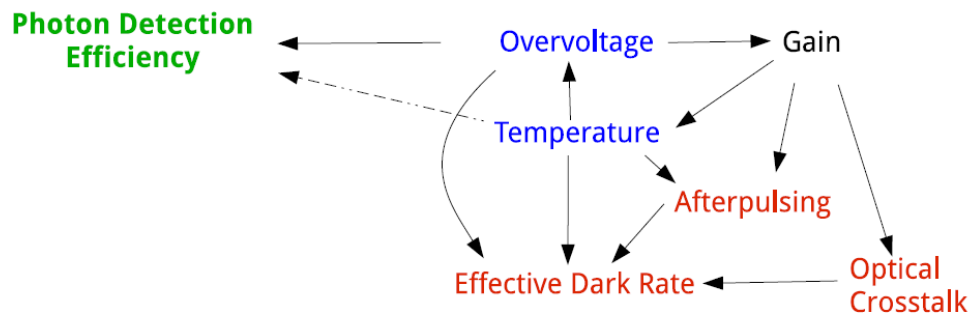 Photon Detection
Efficiency
Overvoltage
Gain
Temperature
Afterpulsing
Effective Dark Rate
Optical
Crosstalk